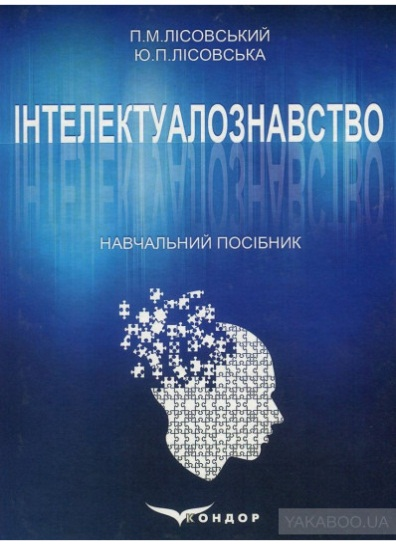 П.М.ЛІСОВСЬКИЙ
Ю.П.ЛІСОВСЬКА
ІНТЕЛЕКТУАЛОЗНАВСТВО
НАВЧАЛЬНИЙ ПОСІБНИК
КОНДОР
YAKABOO.UA